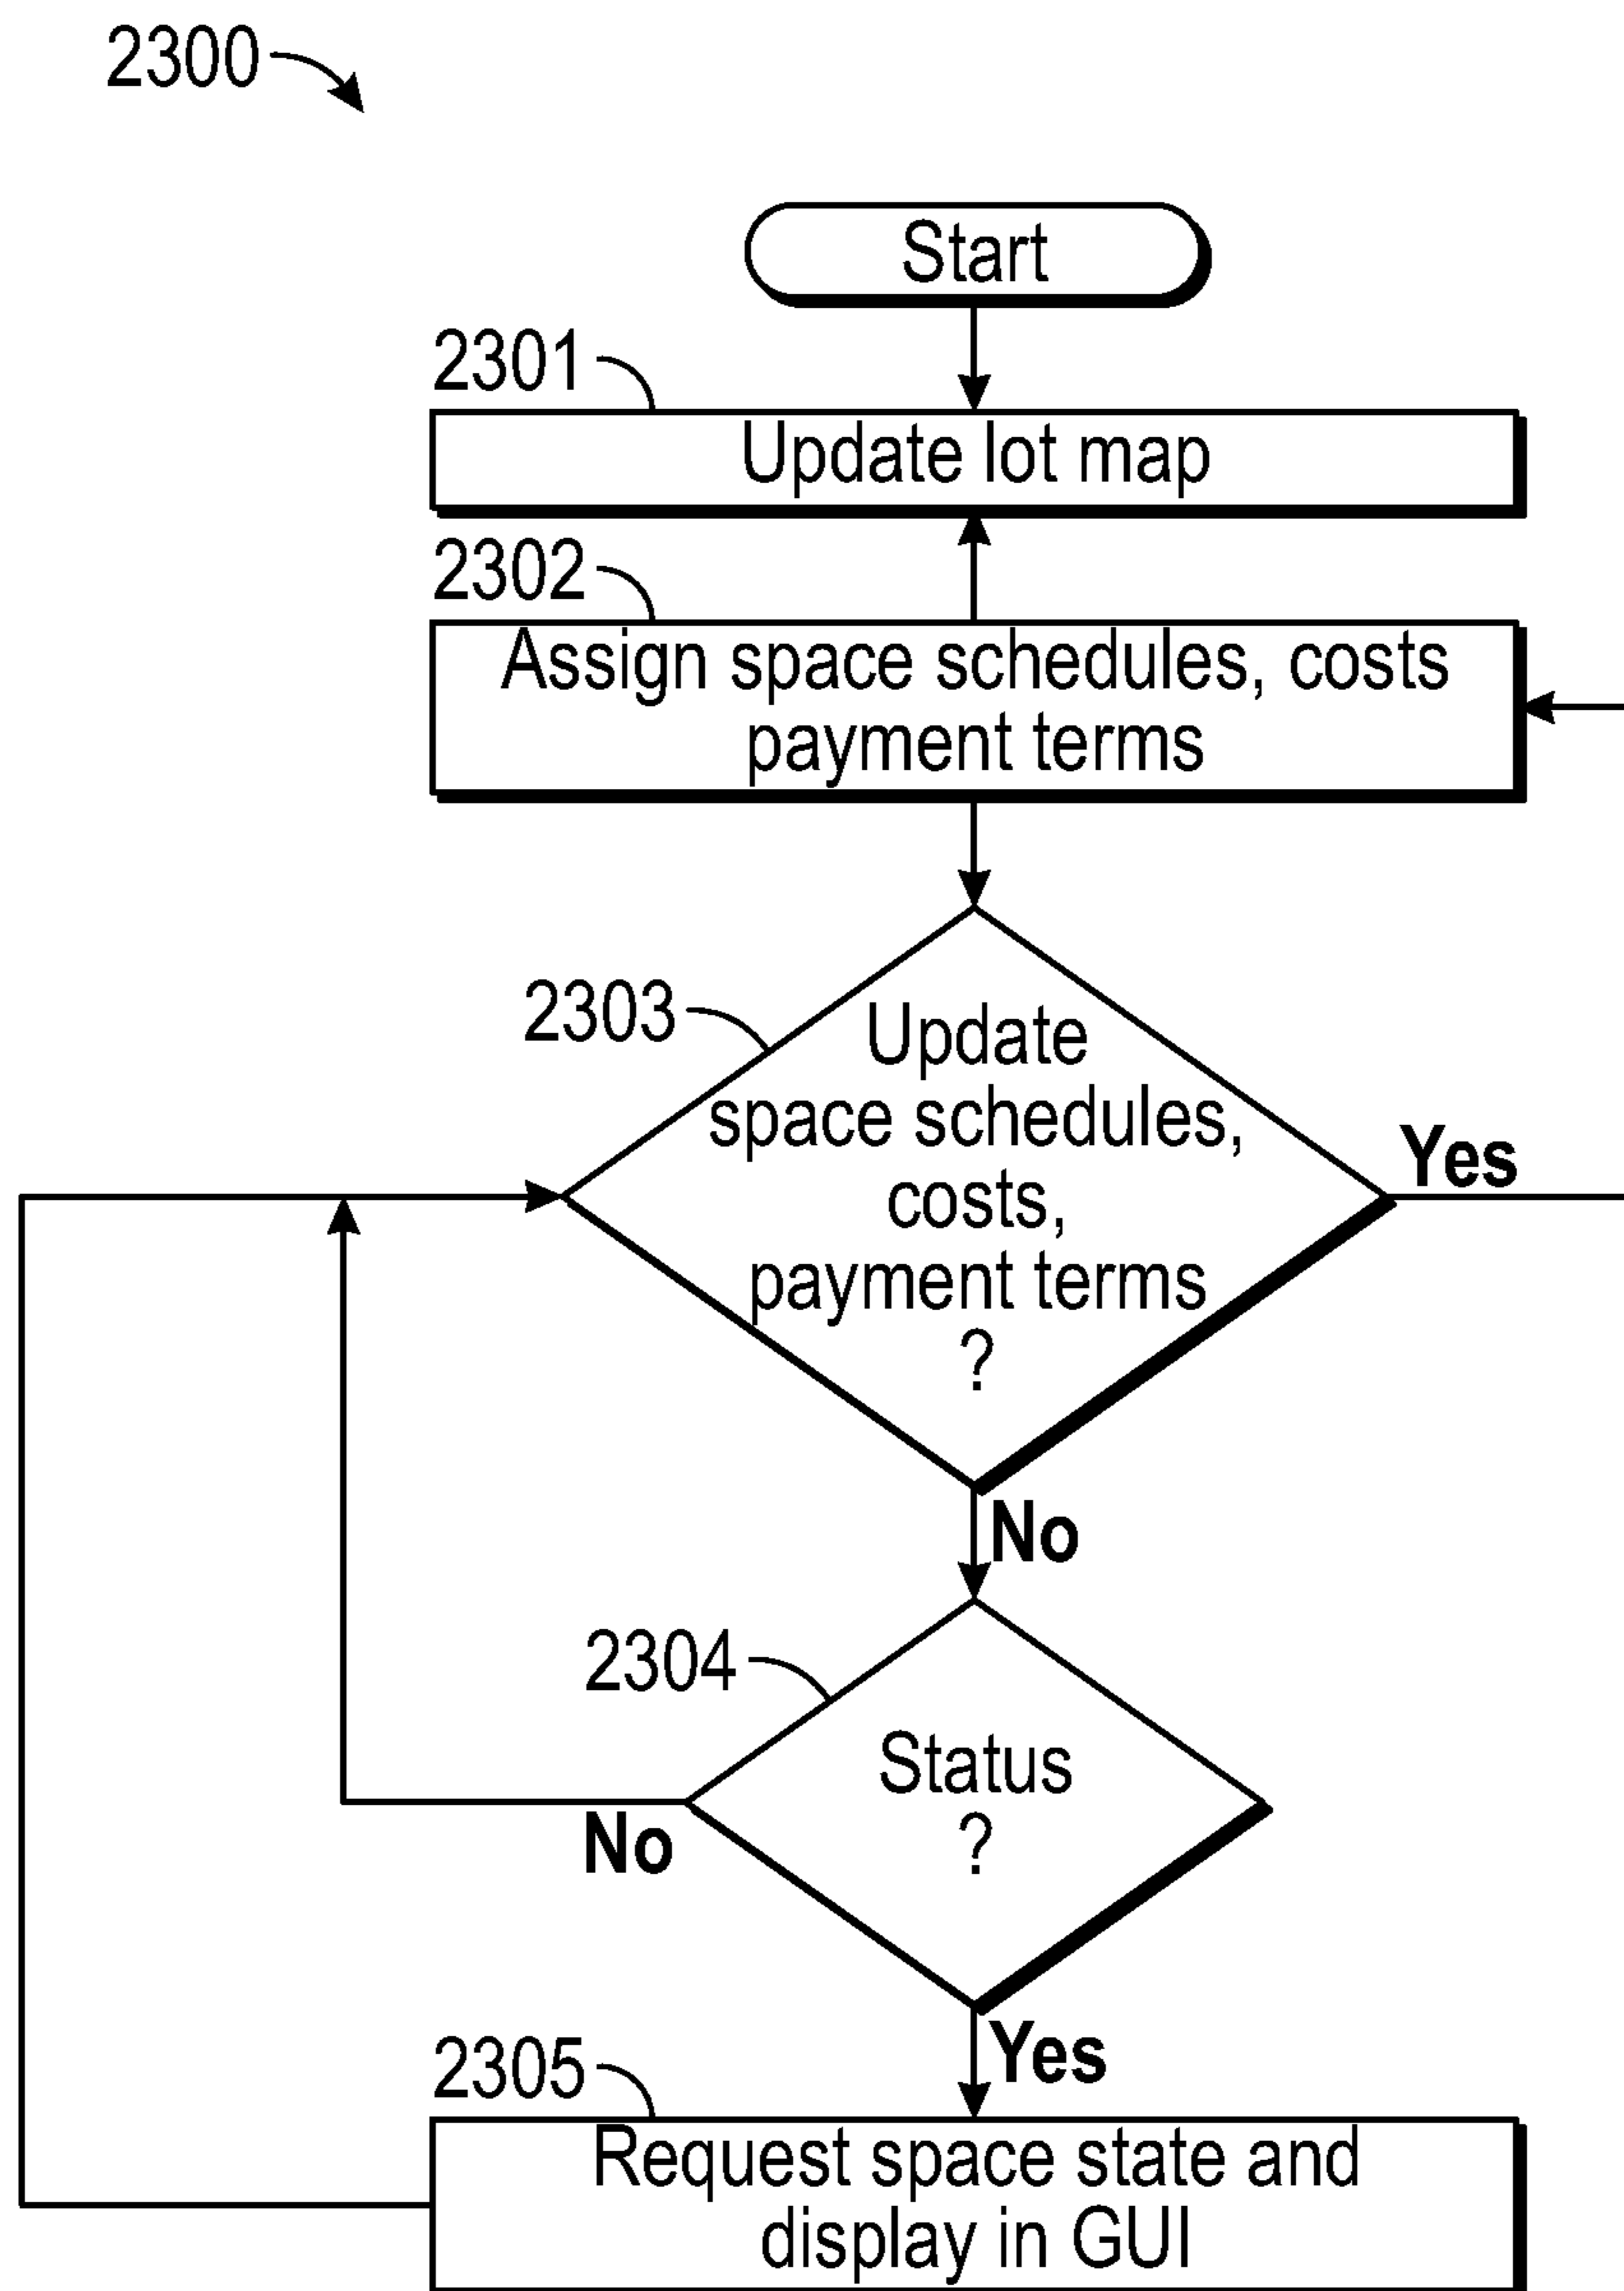 2300
Start
2301
Update lot map
2302
Assign space schedules, costs
payment terms
2303
Update
space schedules,
costs,
payment terms
?
Yes
No
2304
Status
?
No
Yes
2305
Request space state and
display in GUI